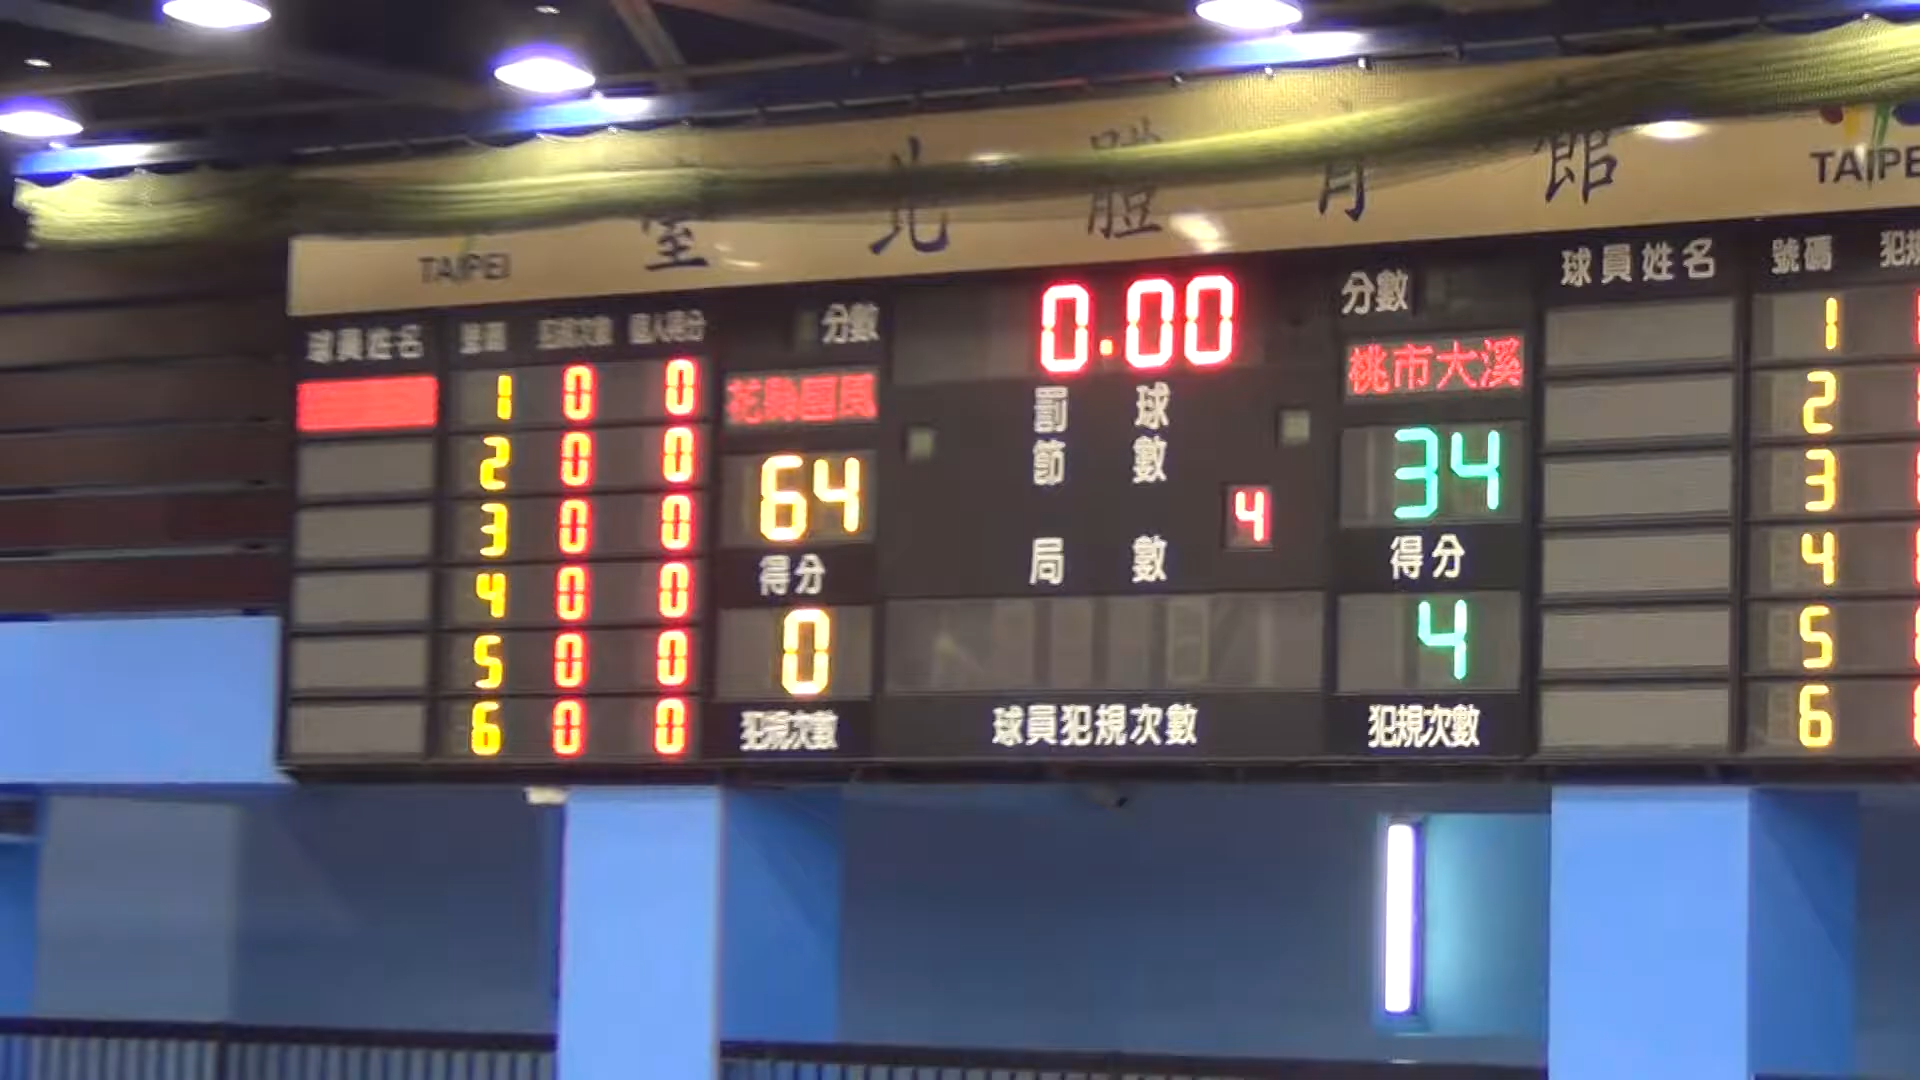 臺北體育館
TAIPEI
TAIPE
球員姓名 號碼 犯規次數 個人得分 分數
0.00
分數
球員姓名 號碼 犯規
1 0 0
2 0 0
3 0 0
4 0 0
5 0 0
6 0 0
花縣國風
64
得分
0
犯規次數
罰球
節數
4
局數
球員犯規次數
桃市大溪
34
得分
4
犯規次數
1
2
3
4
5
6